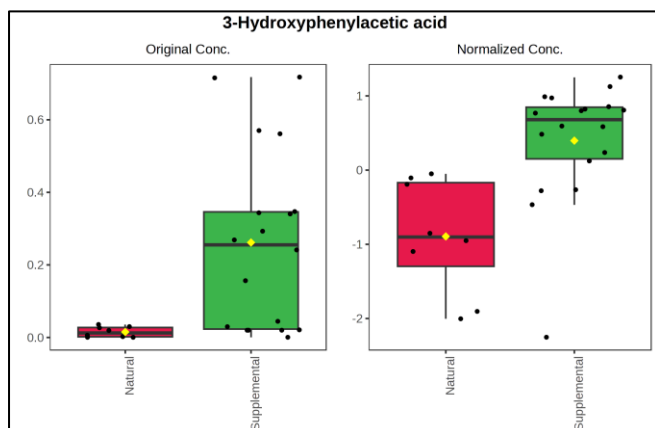 3-Hydroxyphenylacetic acid
Original Conc.
Normalized Conc.
0.6
0.4
0.2
0.0
1
0
-1
-2
Natural
Supplemental
Natural
Supplemental